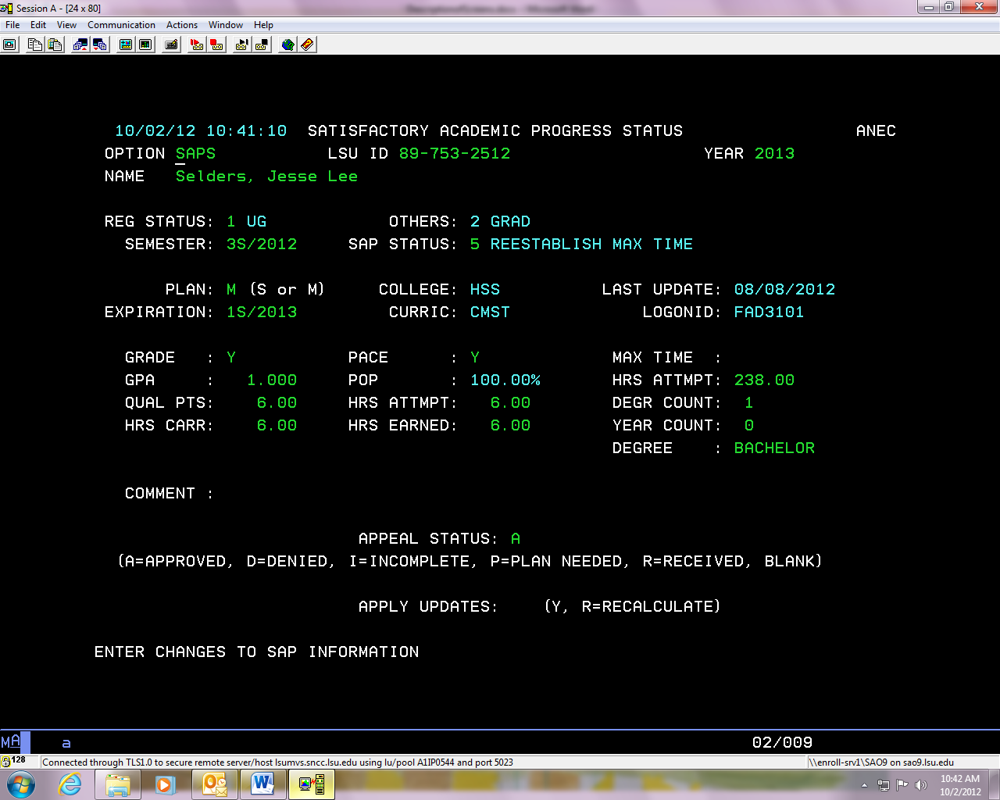 Session A - [24 x 80]
File Edit View Communication Actions Window Help
10/02/12 10:41:10 SATISFACTORY ACADEMIC PROGRESS STATUS ANEC
OPTION SAPS LSU ID 89-753-2512 YEAR 2013
NAME Selders, Jesse Lee
REG STATUS: 1 UG OTHERS: 2 GRAD
SEMESTER: 3S/2012 SAP STATUS: 5 REESTABLISH MAX TIME
PLAN: M (S or M) COLLEGE: HSS LAST UPDATE: 08/08/2012
EXPIRATION: 1S/2013 CURRIC: CMST LOGONID: FAD3101
GRADE : Y PACE : Y MAX TIME :
GPA : 1.000 POP : 100.00% HRS ATTMPT: 238.00
QUAL PTS: 6.00 HRS ATTMPT: 6.00 DEGR COUNT: 1
HRS CARR: 6.00 HRS EARNED: 6.00 YEAR COUNT: 0
DEGREE : BACHELOR
COMMENT :
APPEAL STATUS: A
(A=APPROVED, D=DENIED, I=INCOMPLETE, P=PLAN NEEDED, R=RECEIVED, BLANK)
APPLY UPDATES: (Y, R=RECALCULATE)
ENTER CHANGES TO SAP INFORMATION
MA a 02/009
128 Connected through TLS1.0 to secure remote server/host lsumvs.sncc.lsu.edu using lu/pool A1IP0544 and port 5023 \\enroll-srv1\SAO9 on sao9.lsu.edu
10:42 AM
10/2/2012